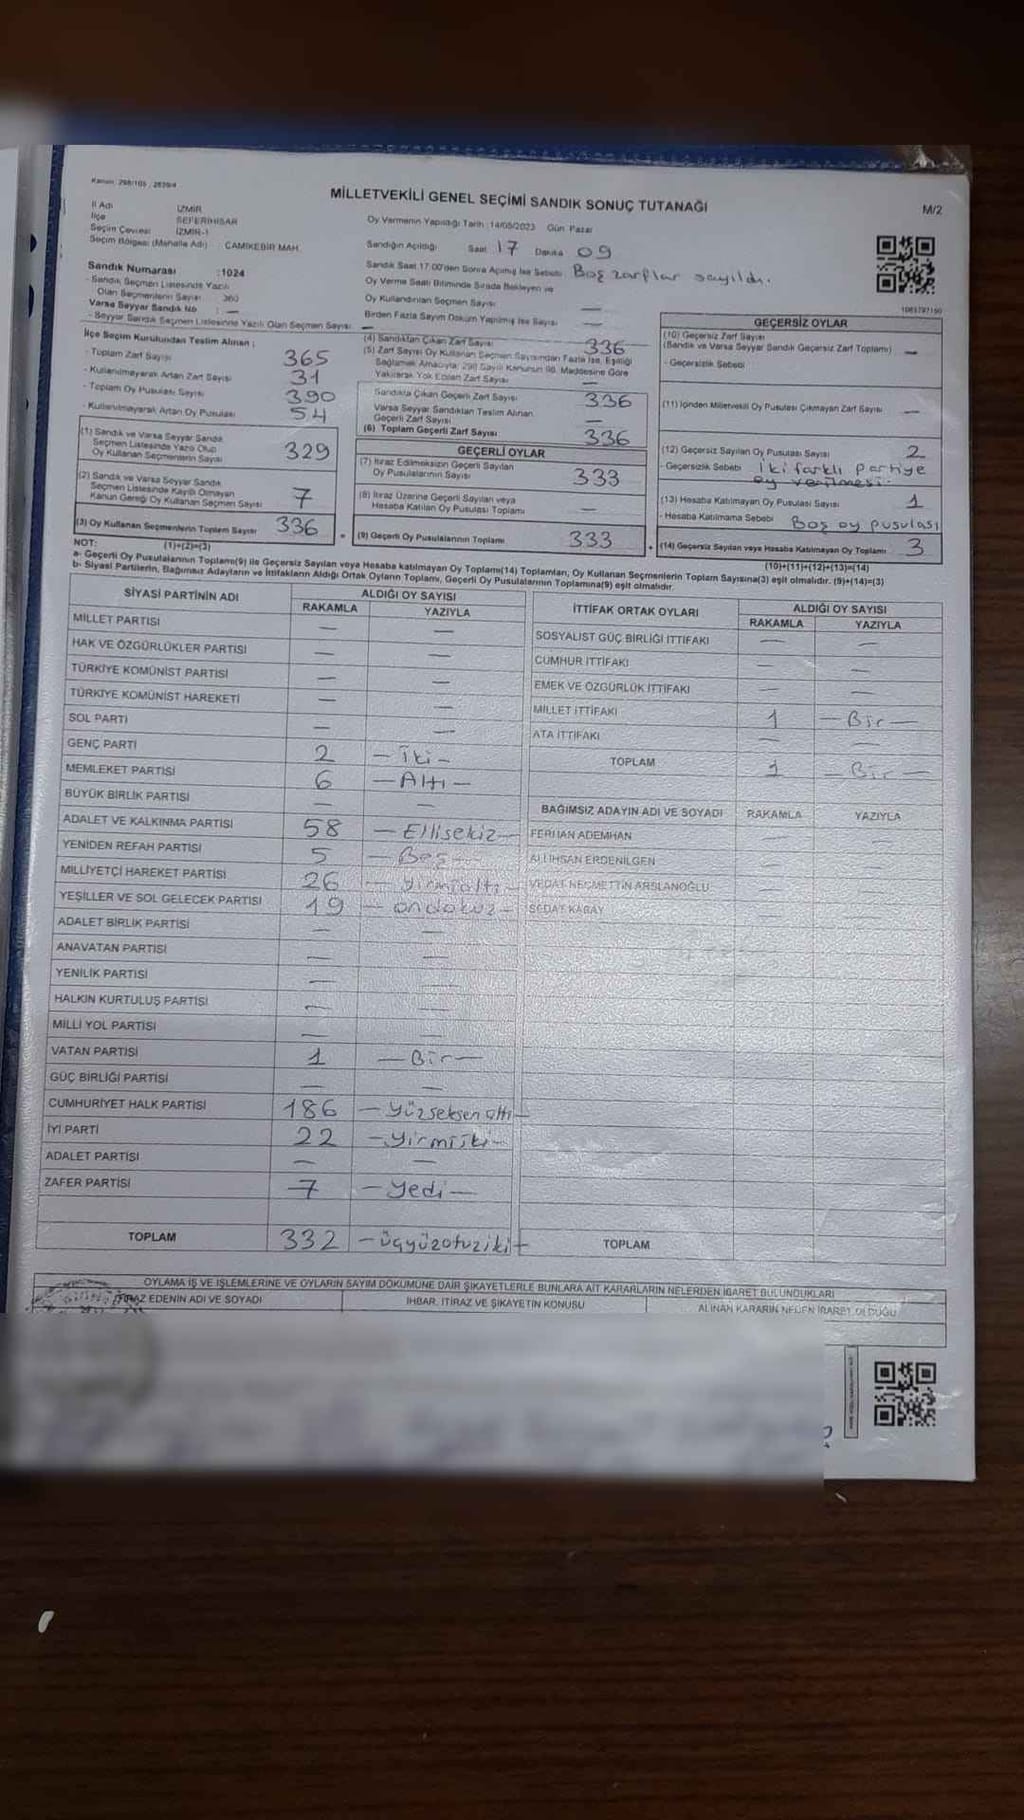 Kanun: 298/105 , 2839/4
MİLLETVEKİLİ GENEL SEÇİMİ SANDIK SONUÇ TUTANAĞI
M/2
İl Adı İZMİR
İlçe SEFERİHİSAR
Seçim Çevresi İZMİR-1
Seçim Bölgesi (Mahalle Adı) CAMİKEBİR MAH.
Oy Vermenin Yapıldığı Tarih :14/05/2023 Gün Pazar
Sandığın Açıldığı Saat 17 Dakika 09
Sandık Saat 17:00'den Sonra Açılmış İse Sebebi Boş zarflar sayıldı.
Oy Verme Saati Bitiminde Sırada Bekleyen ve
Oy Kullandırılan Seçmen Sayısı —
Birden Fazla Sayım Döküm Yapılmış İse Sayısı —
Sandık Numarası :1024
- Sandık Seçmen Listesinde Yazılı
Olan Seçmenlerin Sayısı 360
Varsa Seyyar Sandık No : —
- Seyyar Sandık Seçmen Listesinde Yazılı Olan Seçmen Sayısı: —
İlçe Seçim Kurulundan Teslim Alınan :
- Toplam Zarf Sayısı 365
- Kullanılmayarak Artan Zarf Sayısı 31
- Toplam Oy Pusulası Sayısı 390
- Kullanılmayarak Artan Oy Pusulası 54
(1) Sandık ve Varsa Seyyar Sandık
Seçmen Listesinde Yazılı Olup
Oy Kullanan Seçmenlerin Sayısı 329
(2) Sandık ve Varsa Seyyar Sandık
Seçmen Listesinde Kayıtlı Olmayan
Kanun Gereği Oy Kullanan Seçmen Sayısı 7
(3) Oy Kullanan Seçmenlerin Toplam Sayısı 336
(1)+(2)=(3)
(4) Sandıktan Çıkan Zarf Sayısı 336
(5) Zarf Sayısı Oy Kullanan Seçmen Sayısından Fazla İse, Eşitliği
Sağlamak Amacıyla; 298 Sayılı Kanunun 98. Maddesine Göre
Yakılarak Yok Edilen Zarf Sayısı —
Sandıkta Çıkan Geçerli Zarf Sayısı 336
Varsa Seyyar Sandıktan Teslim Alınan
Geçerli Zarf Sayısı —
(6) Toplam Geçerli Zarf Sayısı 336
GEÇERLİ OYLAR
(7) İtiraz Edilmeksizin Geçerli Sayılan
Oy Pusulalarının Sayısı 333
(8) İtiraz Üzerine Geçerli Sayılan veya
Hesaba Katılan Oy Pusulası Toplamı —
(9) Geçerli Oy Pusulalarının Toplamı 333
1083797150
GEÇERSİZ OYLAR
(10) Geçersiz Zarf Sayısı
(Sandık ve Varsa Seyyar Sandık Geçersiz Zarf Toplamı) —
- Geçersizlik Sebebi
(11) İçinden Milletvekili Oy Pusulası Çıkmayan Zarf Sayısı —
(12) Geçersiz Sayılan Oy Pusulası Sayısı 2
- Geçersizlik Sebebi İki farklı partiye
oy verilmesi.
(13) Hesaba Katılmayan Oy Pusulası Sayısı 1
- Hesaba Katılmama Sebebi Boş oy pusulası
(14) Geçersiz Sayılan veya Hesaba Katılmayan Oy Toplamı 3
(10)+(11)+(12)+(13)=(14)
NOT:
a- Geçerli Oy Pusulalarının Toplamı(9) ile Geçersiz Sayılan veya Hesaba katılmayan Oy Toplamı(14) Toplamları, Oy Kullanan Seçmenlerin Toplam Sayısına(3) eşit olmalıdır. (9)+(14)=(3)
b- Siyasi Partilerin, Bağımsız Adayların ve İttifakların Aldığı Ortak Oyların Toplamı, Geçerli Oy Pusulalarının Toplamına(9) eşit olmalıdır.
SİYASİ PARTİNİN ADI ALDIĞI OY SAYISI
RAKAMLA YAZIYLA
MİLLET PARTİSİ — —
HAK VE ÖZGÜRLÜKLER PARTİSİ — —
TÜRKİYE KOMÜNİST PARTİSİ — —
TÜRKİYE KOMÜNİST HAREKETİ — —
SOL PARTİ — —
GENÇ PARTİ 2 — İki —
MEMLEKET PARTİSİ 6 — Altı —
BÜYÜK BİRLİK PARTİSİ — —
ADALET VE KALKINMA PARTİSİ 58 — Ellisekiz —
YENİDEN REFAH PARTİSİ 5 — Beş —
MİLLİYETÇİ HAREKET PARTİSİ 26 — yirmialtı —
YEŞİLLER VE SOL GELECEK PARTİSİ 19 — ondokuz —
ADALET BİRLİK PARTİSİ — —
ANAVATAN PARTİSİ — —
YENİLİK PARTİSİ — —
HALKIN KURTULUŞ PARTİSİ — —
MİLLİ YOL PARTİSİ — —
VATAN PARTİSİ 1 — Bir —
GÜÇ BİRLİĞİ PARTİSİ — —
CUMHURİYET HALK PARTİSİ 186 — yüzseksen altı —
İYİ PARTİ 22 — yirmiiki —
ADALET PARTİSİ — —
ZAFER PARTİSİ 7 — yedi —
TOPLAM 332 — üçyüzotuziki —
İTTİFAK ORTAK OYLARI ALDIĞI OY SAYISI
RAKAMLA YAZIYLA
SOSYALİST GÜÇ BİRLİĞİ İTTİFAKI — —
CUMHUR İTTİFAKI — —
EMEK VE ÖZGÜRLÜK İTTİFAKI —
MİLLET İTTİFAKI 1 — Bir —
ATA İTTİFAKI — —
TOPLAM 1 — Bir —
BAĞIMSIZ ADAYIN ADI VE SOYADI RAKAMLA YAZIYLA
FERHAN ADEMHAN — —
ALİ İHSAN ERDENİLGEN
VEDAT NECMETTİN ARSLANOĞLU
SEDAT KABAY
TOPLAM
OYLAMA İŞ VE İŞLEMLERİNE VE OYLARIN SAYIM DÖKÜMÜNE DAİR ŞİKAYETLERLE BUNLARA AİT KARARLARIN NELERDEN İBARET BULUNDUKLARI
İTİRAZ EDENİN ADI VE SOYADI İHBAR, İTİRAZ VE ŞİKAYETİN KONUSU ALINAN KARARIN NEDEN İBARET OLDUĞU